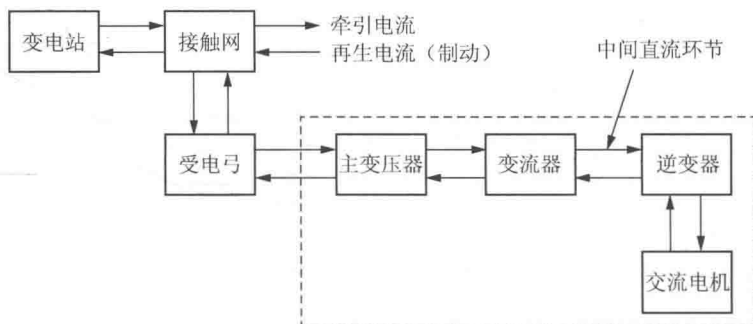 变电站
接触网
牵引电流
再生电流（制动）
中间直流环节
受电弓
主变压器
变流器
逆变器
交流电机